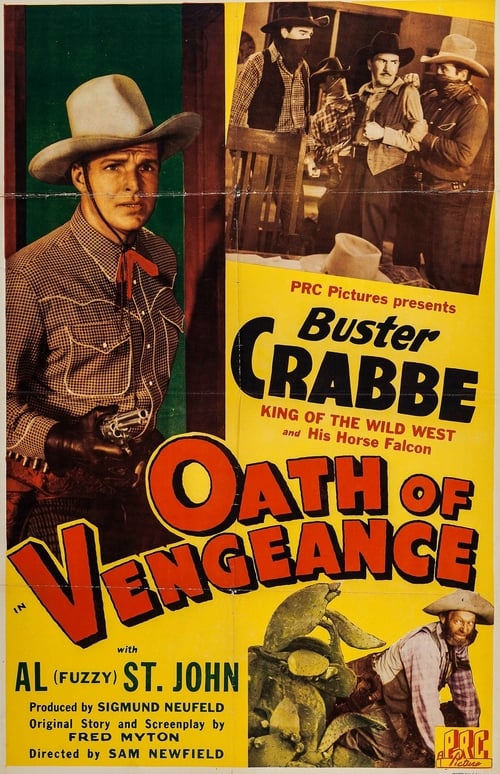 PRC Pictures presents
Buster
CRABBE
KING OF THE WILD WEST
and His Horse Falcon
IN
OATH OF
VENGEANCE
with
AL (FUZZY) ST. JOHN
Produced by SIGMUND NEUFELD
Original Story and Screenplay by
FRED MYTON
Directed by SAM NEWFIELD
A PRC
Picture